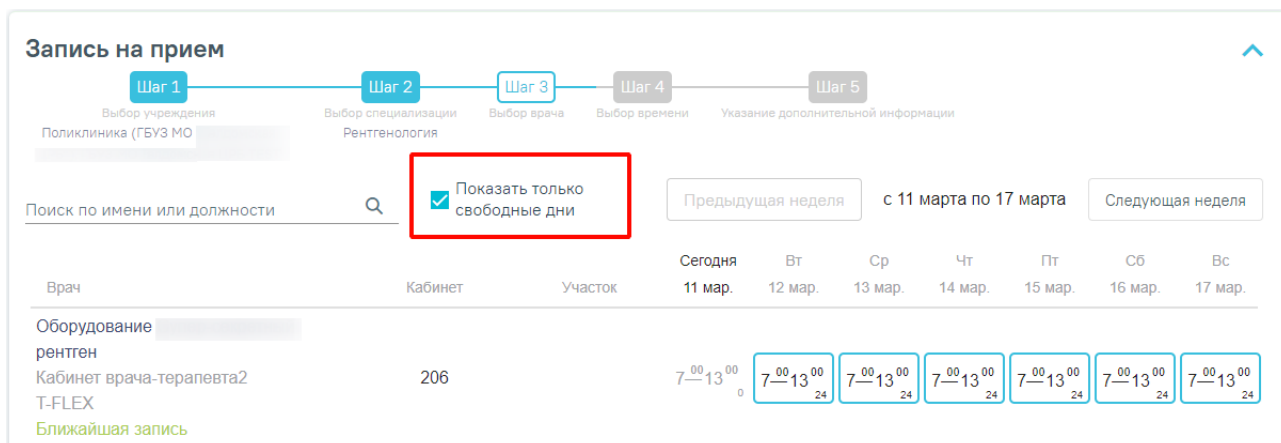 Запись на прием
Шаг 1 Шаг 2 Шаг 3 Шаг 4 Шаг 5
Выбор учреждения Выбор специализации Выбор врача Выбор времени Указание дополнительной информации
Поликлиника (ГБУЗ МО Рентгенология
Показать только
свободные дни
Поиск по имени или должности
Предыдущая неделя с 11 марта по 17 марта Следующая неделя
Сегодня Вт Ср Чт Пт Сб Вс
Врач Кабинет Участок 11 мар. 12 мар. 13 мар. 14 мар. 15 мар. 16 мар. 17 мар.
Оборудование
рентген
Кабинет врача-терапевта2 206 7 00 — 13 00 7 00 — 13 00 7 00 — 13 00 7 00 — 13 00 7 00 — 13 00 7 00 — 13 00 7 00 — 13 00
0 24 24 24 24 24 24
T-FLEX
Ближайшая запись